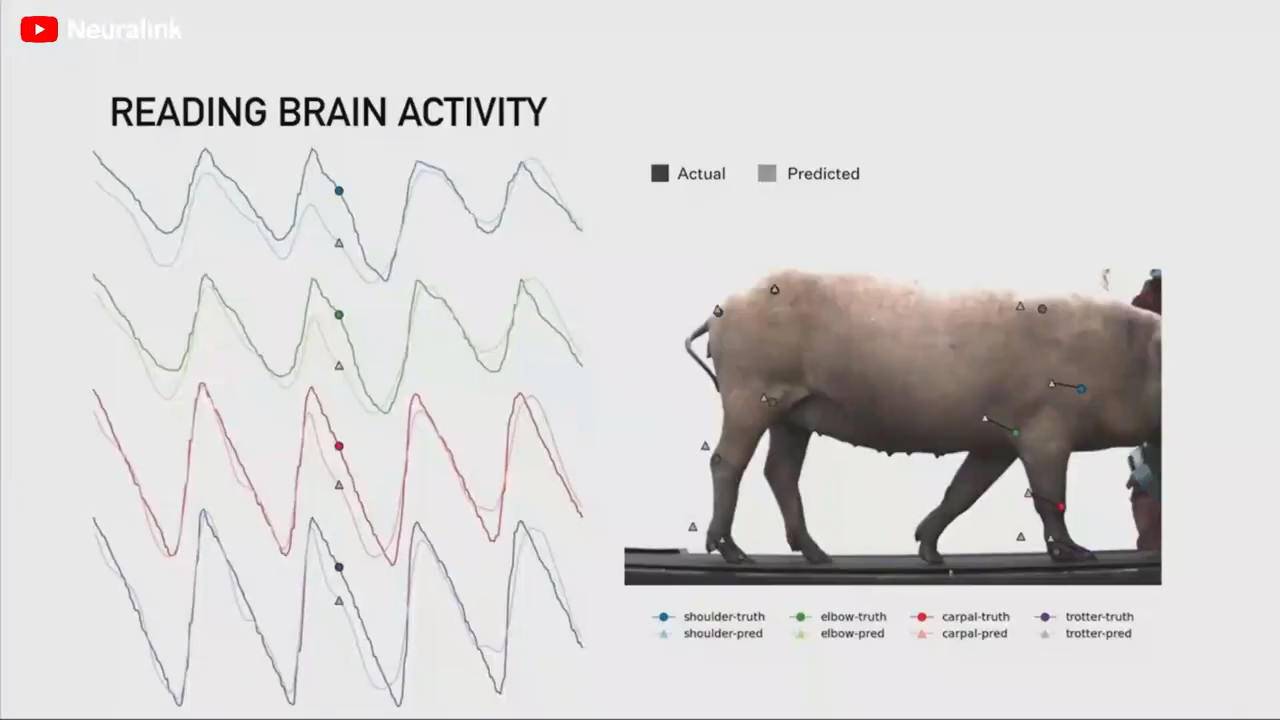 Neuralink
READING BRAIN ACTIVITY
Actual Predicted
shoulder-truth elbow-truth carpal-truth trotter-truth
shoulder-pred elbow-pred carpal-pred trotter-pred